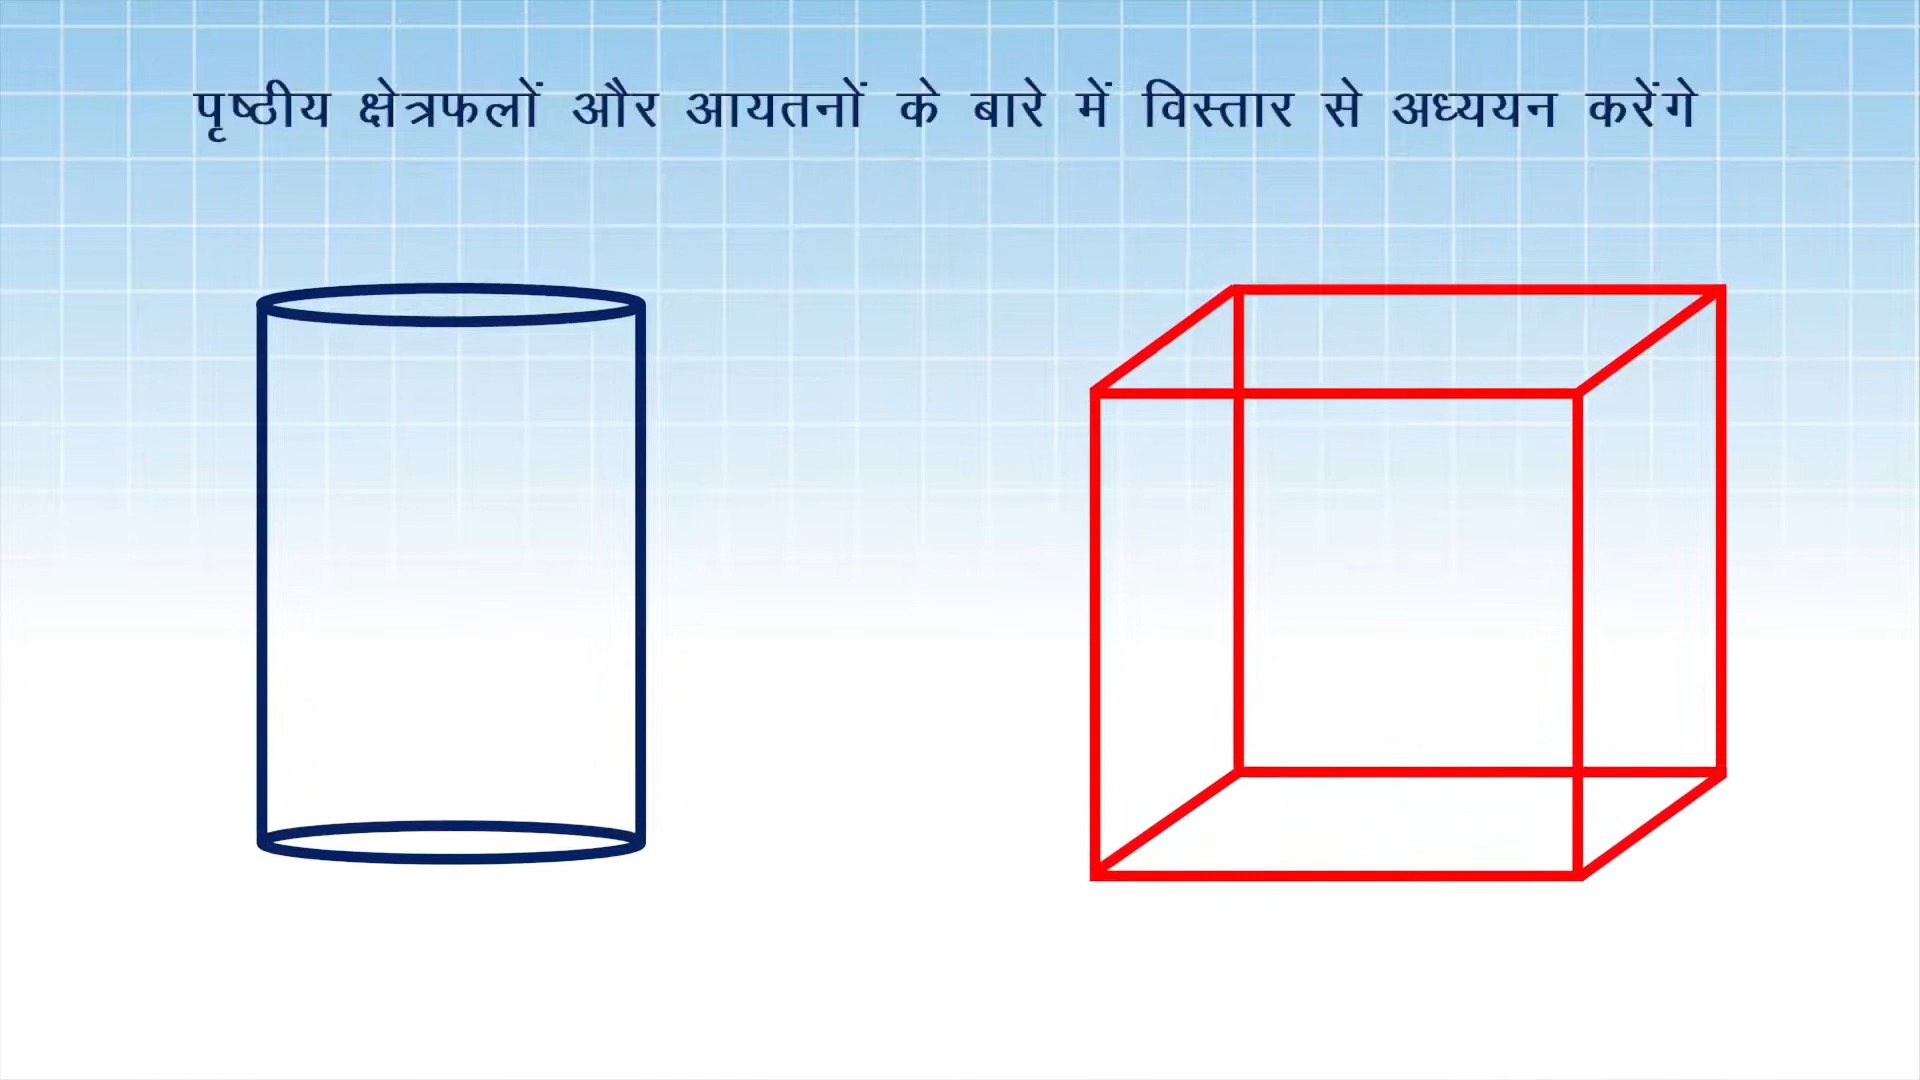 पृष्ठीय क्षेत्रफलों और आयतनों के बारे में विस्तार से अध्ययन करेंगे